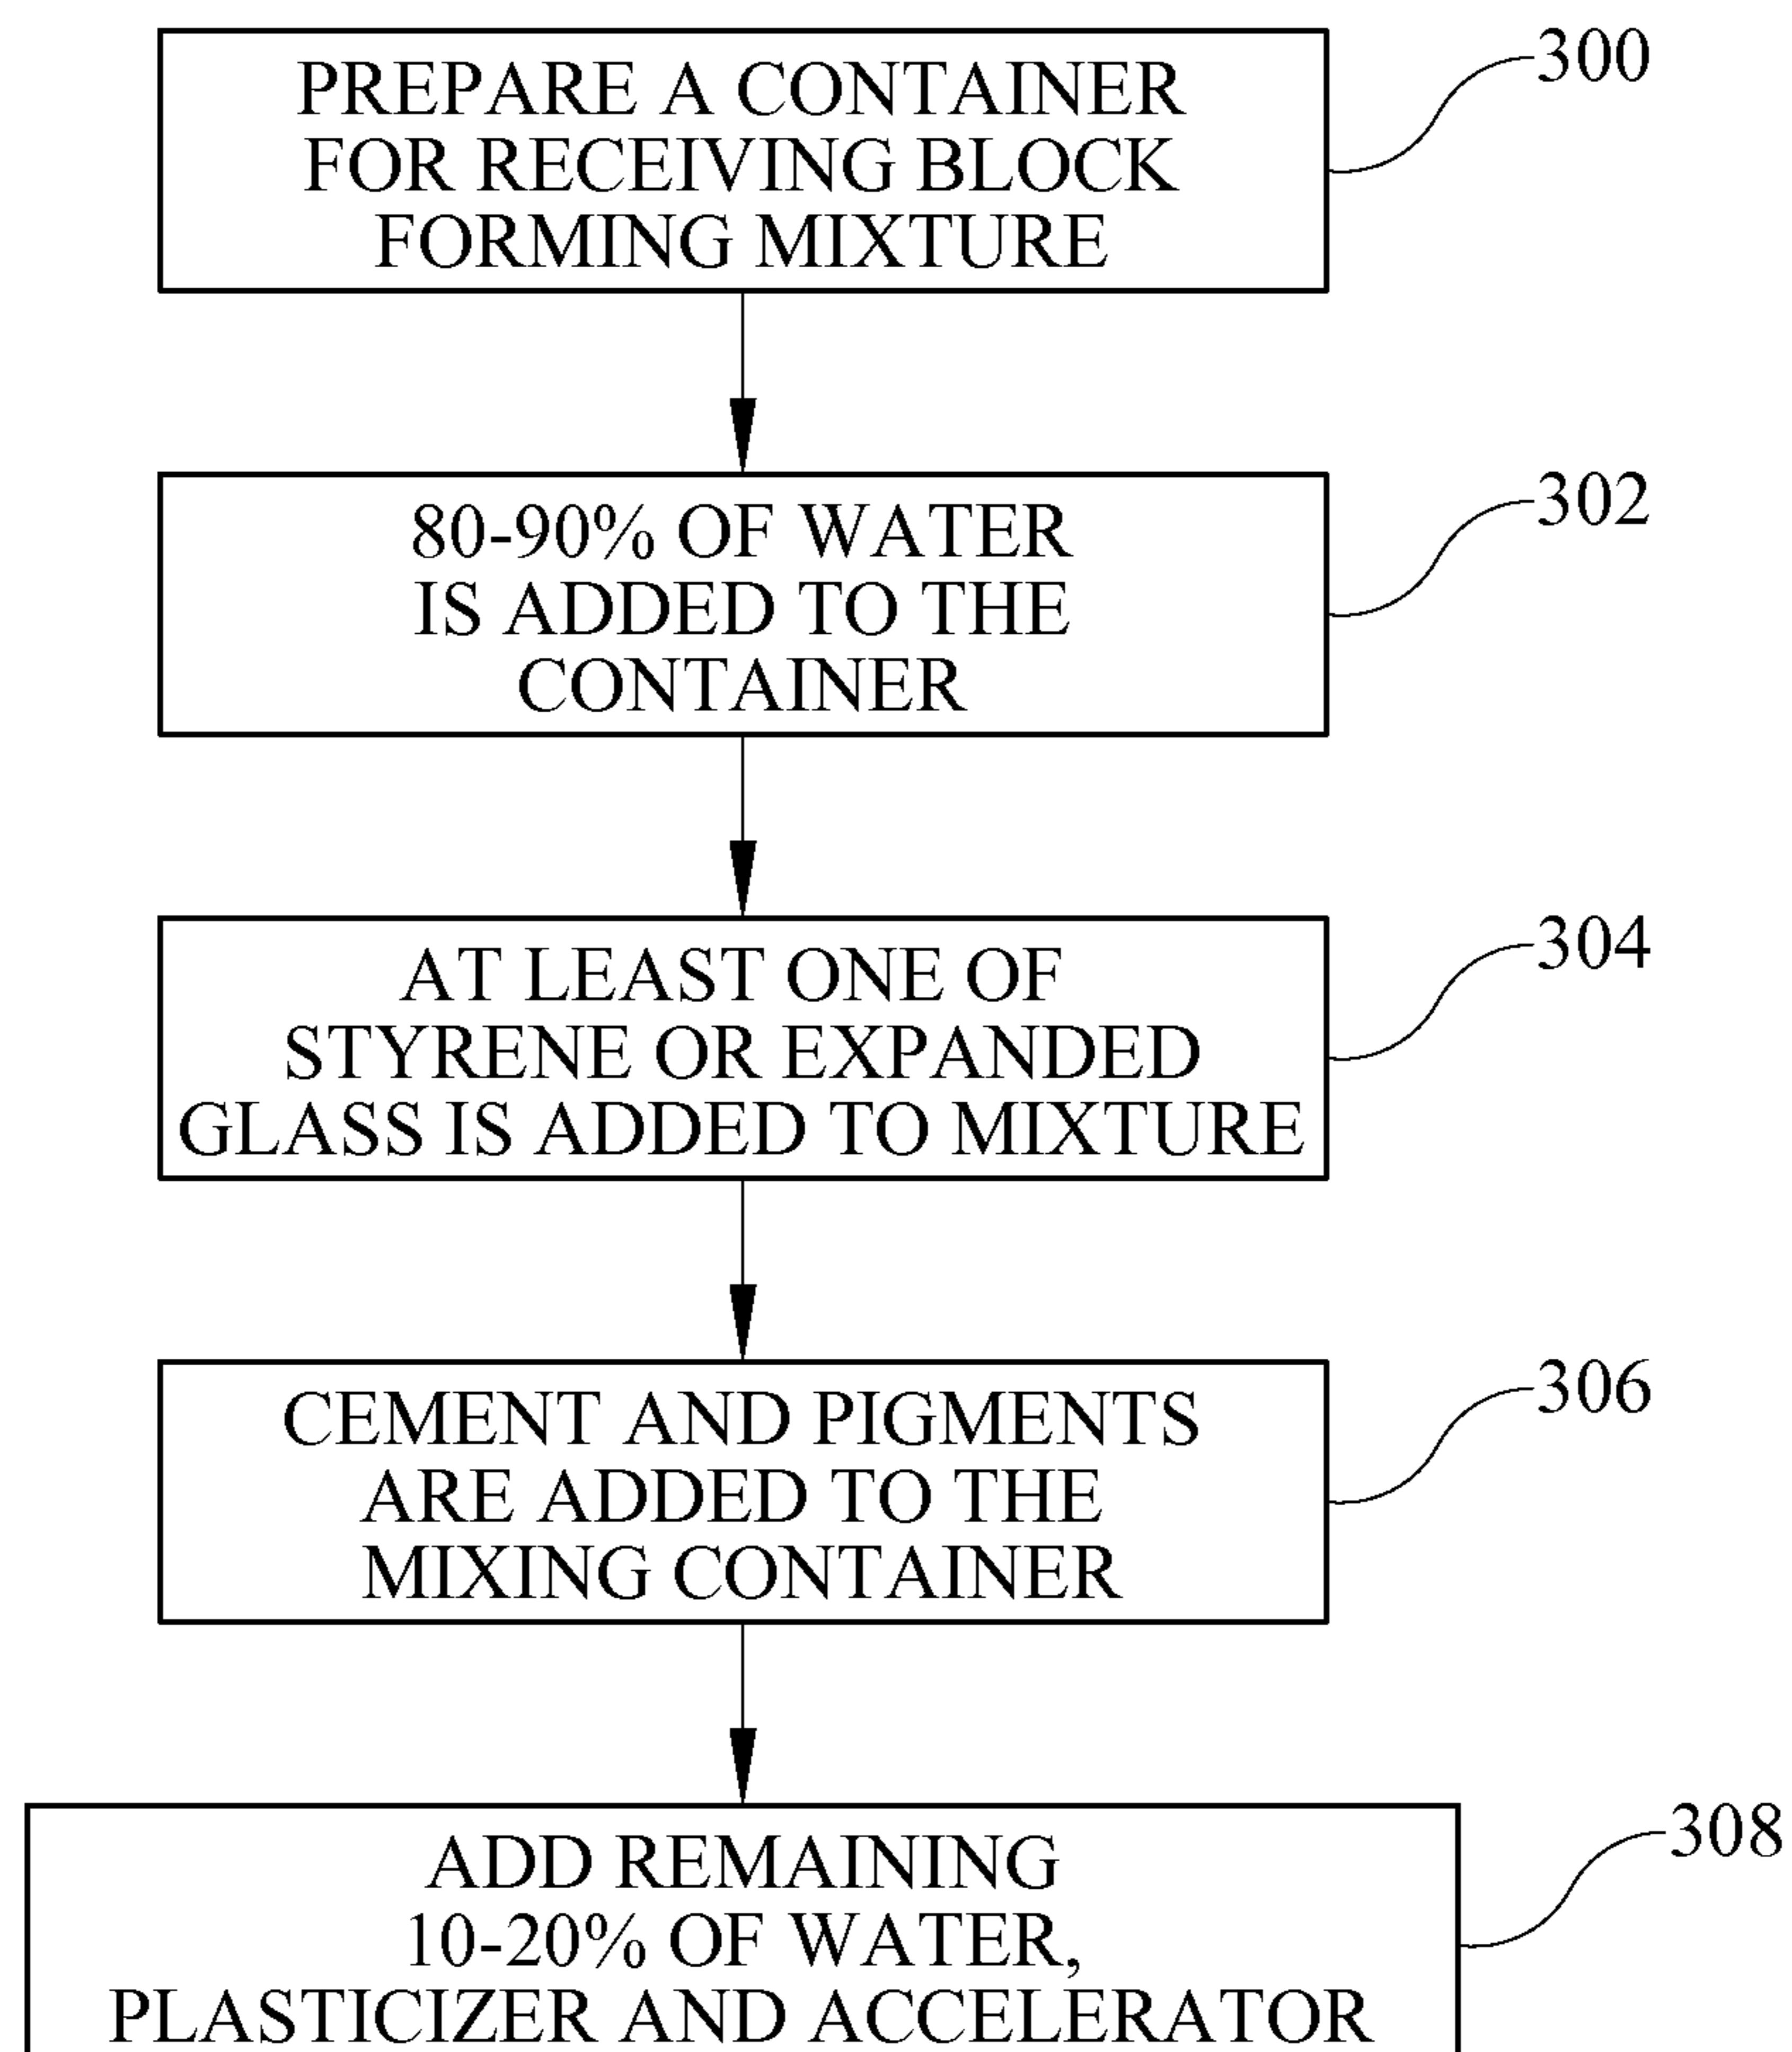 PREPARE A CONTAINER
FOR RECEIVING BLOCK
FORMING MIXTURE
300
80-90% OF WATER
IS ADDED TO THE
CONTAINER
302
AT LEAST ONE OF
STYRENE OR EXPANDED
GLASS IS ADDED TO MIXTURE
304
CEMENT AND PIGMENTS
ARE ADDED TO THE
MIXING CONTAINER
306
ADD REMAINING
10-20% OF WATER,
PLASTICIZER AND ACCELERATOR
308